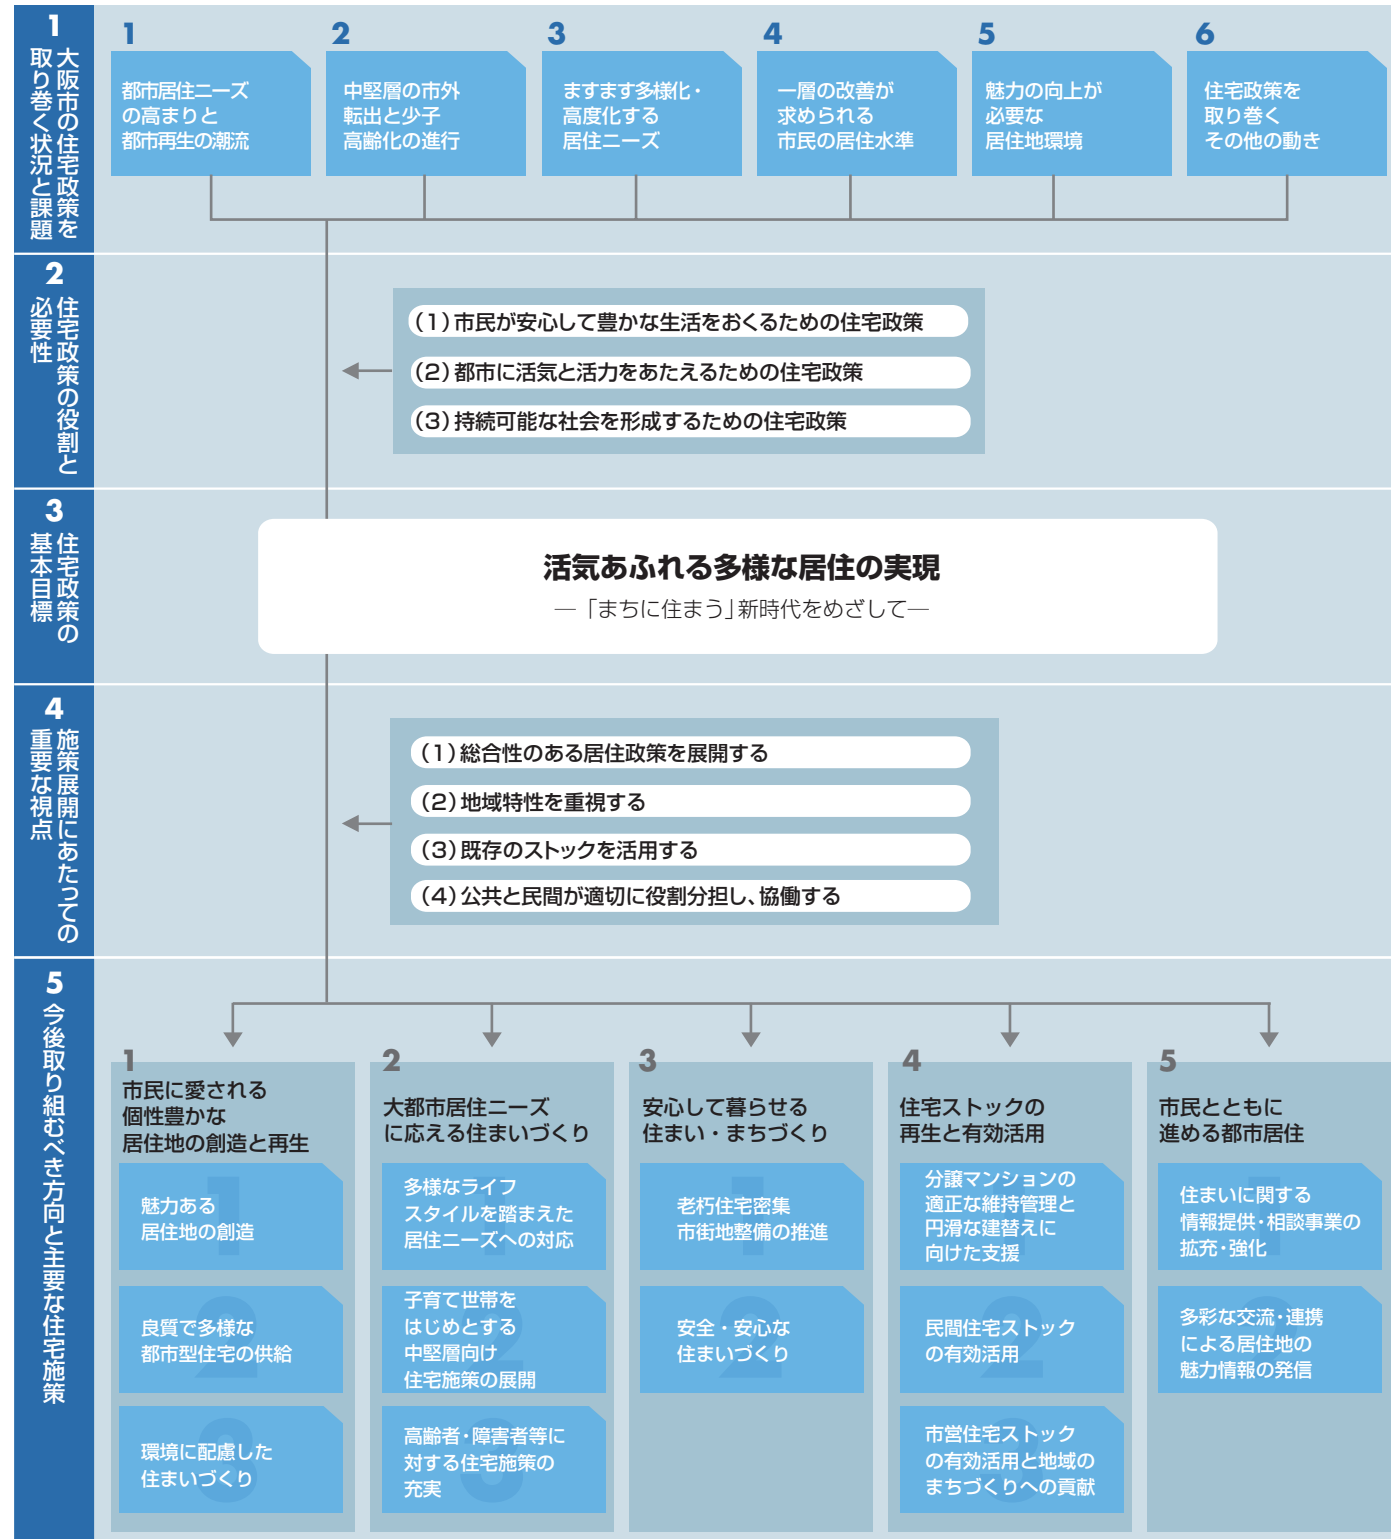 1
大阪市の住宅政策を
取り巻く状況と課題
1
都市居住ニーズ
の高まりと
都市再生の潮流
2
中堅層の市外
転出と少子
高齢化の進行
3
ますます多様化・
高度化する
居住ニーズ
4
一層の改善が
求められる
市民の居住水準
5
魅力の向上が
必要な
居住地環境
6
住宅政策を
取り巻く
その他の動き
2
住宅政策の役割と
必要性
(1)市民が安心して豊かな生活をおくるための住宅政策
(2)都市に活気と活力をあたえるための住宅政策
(3)持続可能な社会を形成するための住宅政策
3
住宅政策の
基本目標
活気あふれる多様な居住の実現
―「まちに住まう」新時代をめざして―
4
施策展開にあたっての
重要な視点
(1)総合性のある居住政策を展開する
(2)地域特性を重視する
(3)既存のストックを活用する
(4)公共と民間が適切に役割分担し、協働する
5
今後取り組むべき方向と主要な住宅施策
1
市民に愛される
個性豊かな
居住地の創造と再生
1
魅力ある
居住地の創造
2
良質で多様な
都市型住宅の供給
3
環境に配慮した
住まいづくり
2
大都市居住ニーズ
に応える住まいづくり
1
多様なライフ
スタイルを踏まえた
居住ニーズへの対応
2
子育て世帯を
はじめとする
中堅層向け
住宅施策の展開
3
高齢者・障害者等に
対する住宅施策の
充実
3
安心して暮らせる
住まい・まちづくり
1
老朽住宅密集
市街地整備の推進
2
安全・安心な
住まいづくり
4
住宅ストックの
再生と有効活用
1
分譲マンションの
適正な維持管理と
円滑な建替えに
向けた支援
2
民間住宅ストック
の有効活用
3
市営住宅ストック
の有効活用と地域の
まちづくりへの貢献
5
市民とともに
進める都市居住
1
住まいに関する
情報提供・相談事業の
拡充・強化
2
多彩な交流・連携
による居住地の
魅力情報の発信